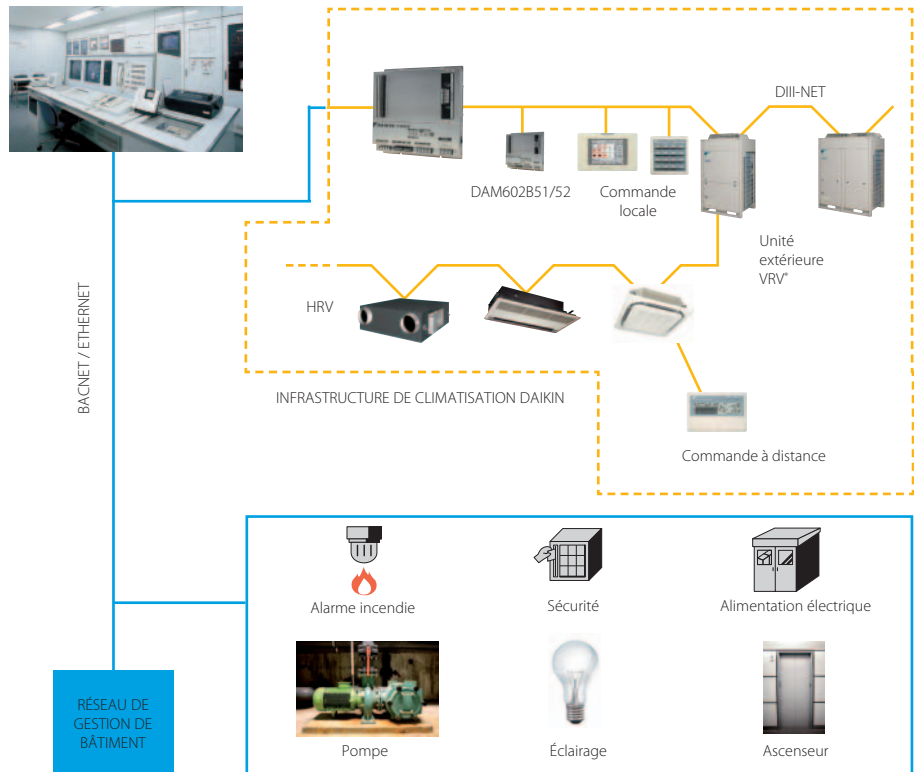 DIII-NET
DAM602B51/52
Commande
locale
Unité
extérieure
VRV*
HRV
BACNET / ETHERNET
INFRASTRUCTURE DE CLIMATISATION DAIKIN
Commande à distance
Alarme incendie
Sécurité
Alimentation électrique
RÉSEAU DE
GESTION DE
BÂTIMENT
Pompe
Éclairage
Ascenseur